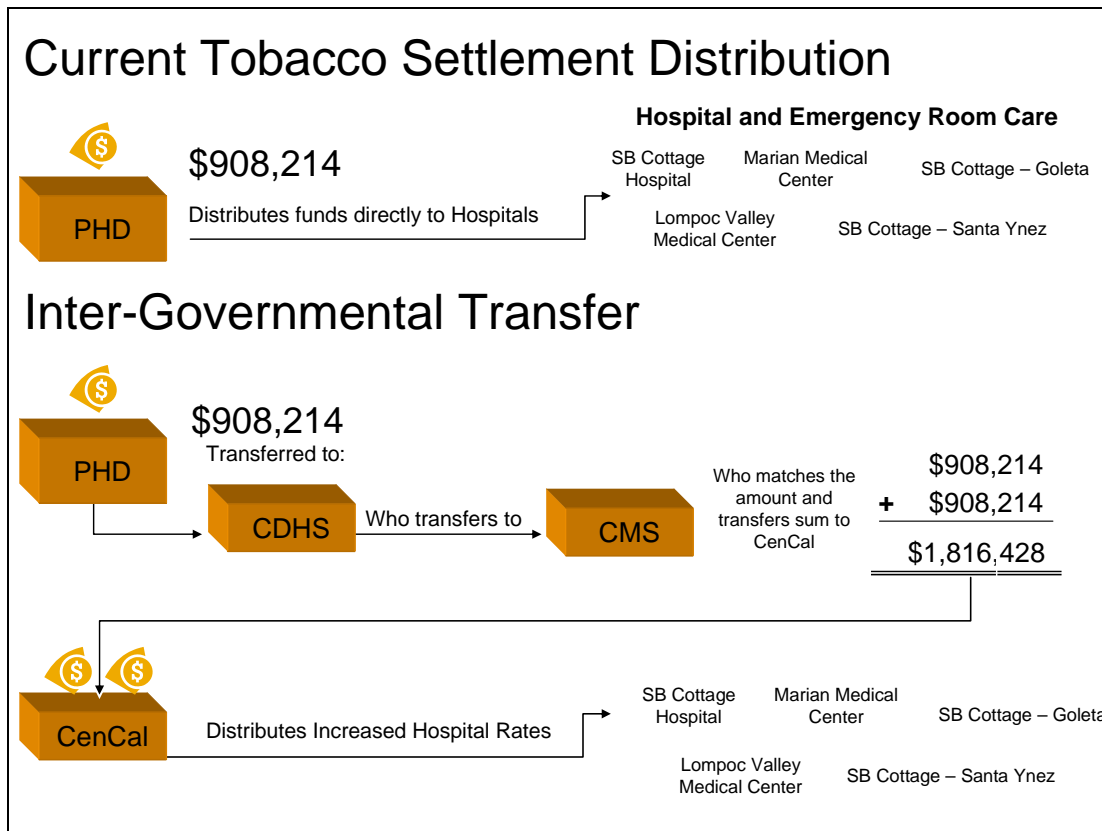 Current Tobacco Settlement Distribution
Hospital and Emergency Room Care
$
PHD
$908,214
Distributes funds directly to Hospitals
SB Cottage
Hospital
Marian Medical
Center
SB Cottage – Goleta
Lompoc Valley
Medical Center
SB Cottage – Santa Ynez
Inter-Governmental Transfer
$
PHD
$908,214
Transferred to:
CDHS
Who transfers to
CMS
Who matches the
amount and
transfers sum to
CenCal
$908,214
+ $908,214
$1,816,428
$ $
CenCal
Distributes Increased Hospital Rates
SB Cottage
Hospital
Marian Medical
Center
SB Cottage – Goleta
Lompoc Valley
Medical Center
SB Cottage – Santa Ynez